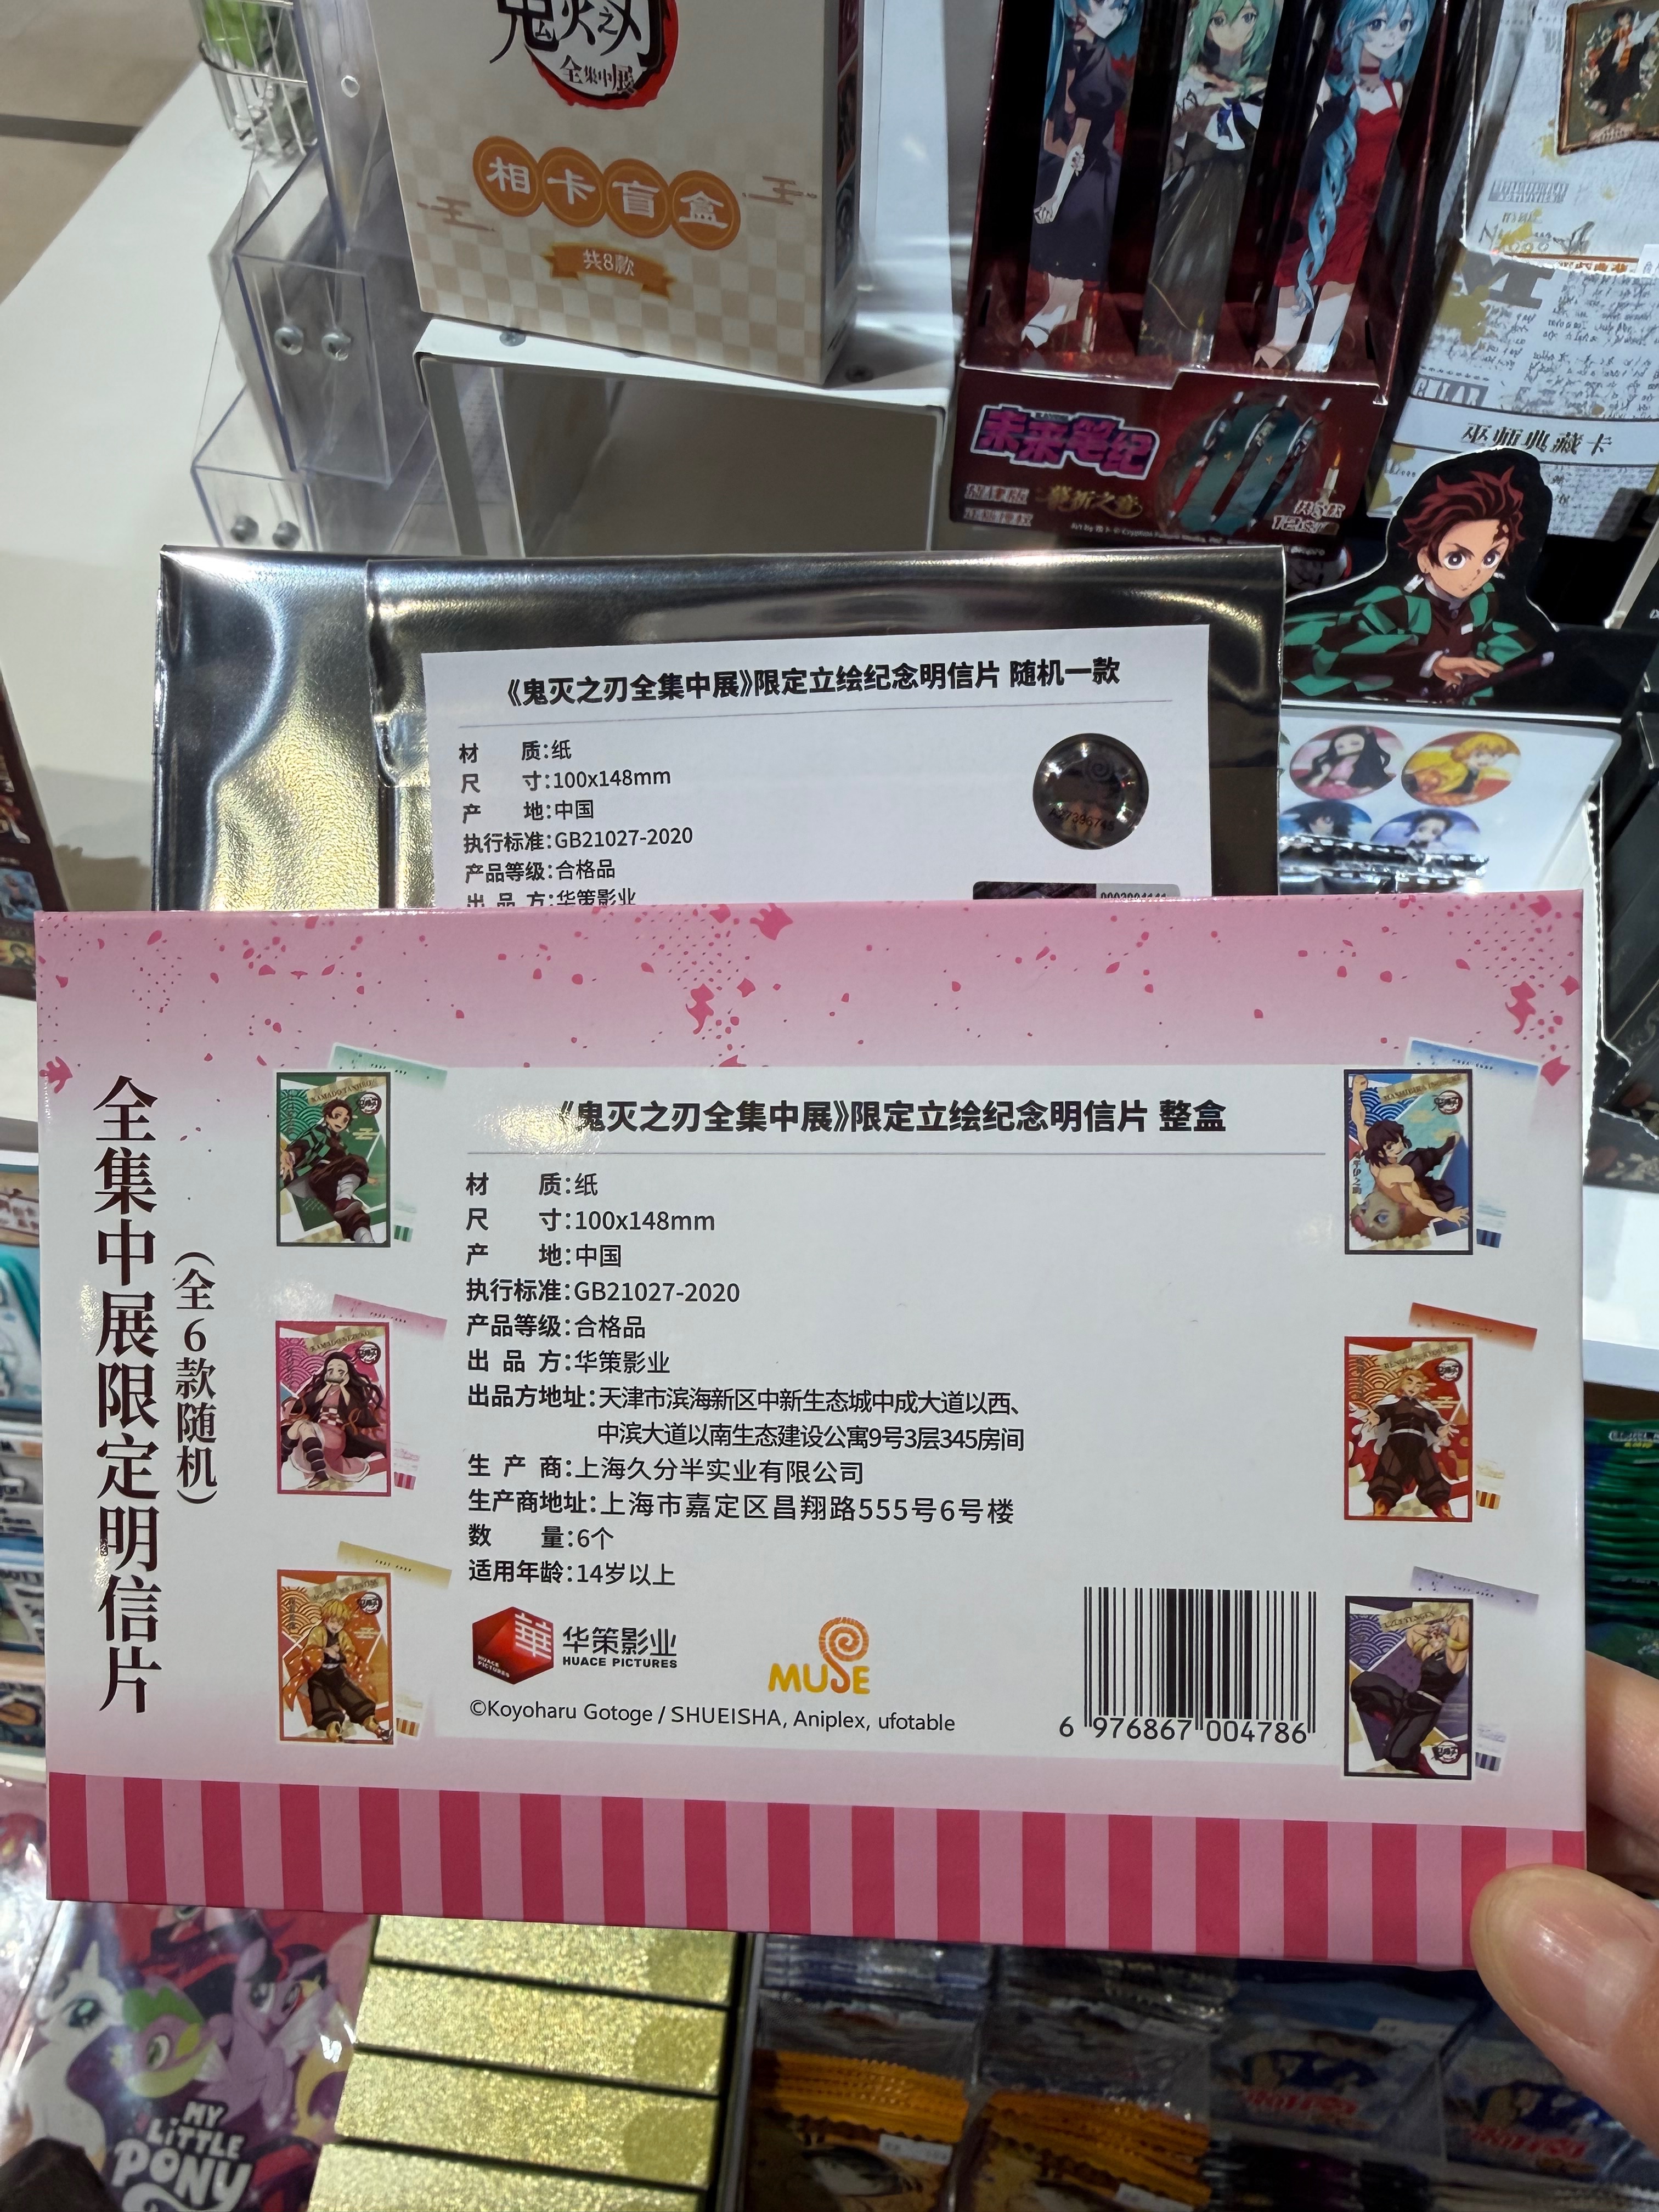 鬼灭之刃
全集中展
相卡盲盒
共8款
未来笔纪
巫师典藏卡
《鬼灭之刃全集中展》限定立绘纪念明信片 随机一款
材 质:纸
尺 寸:100x148mm
产 地:中国
执行标准:GB21027-2020
产品等级:合格品
出 品 方:华策影业
A27396746
全集中展限定明信片
(全6款随机)
《鬼灭之刃全集中展》限定立绘纪念明信片 整盒
材 质:纸
尺 寸:100x148mm
产 地:中国
执行标准:GB21027-2020
产品等级:合格品
出 品 方:华策影业
出品方地址:天津市滨海新区中新生态城中成大道以西、
中滨大道以南生态建设公寓9号3层345房间
生 产 商:上海久分半实业有限公司
生产商地址:上海市嘉定区昌翔路555号6号楼
数 量:6个
适用年龄:14岁以上
華
HUACE
PICTURES
华策影业
HUACE PICTURES
MUSE
©Koyoharu Gotoge / SHUEISHA, Aniplex, ufotable
6 976867 004786
MY
LITTLE
PONY